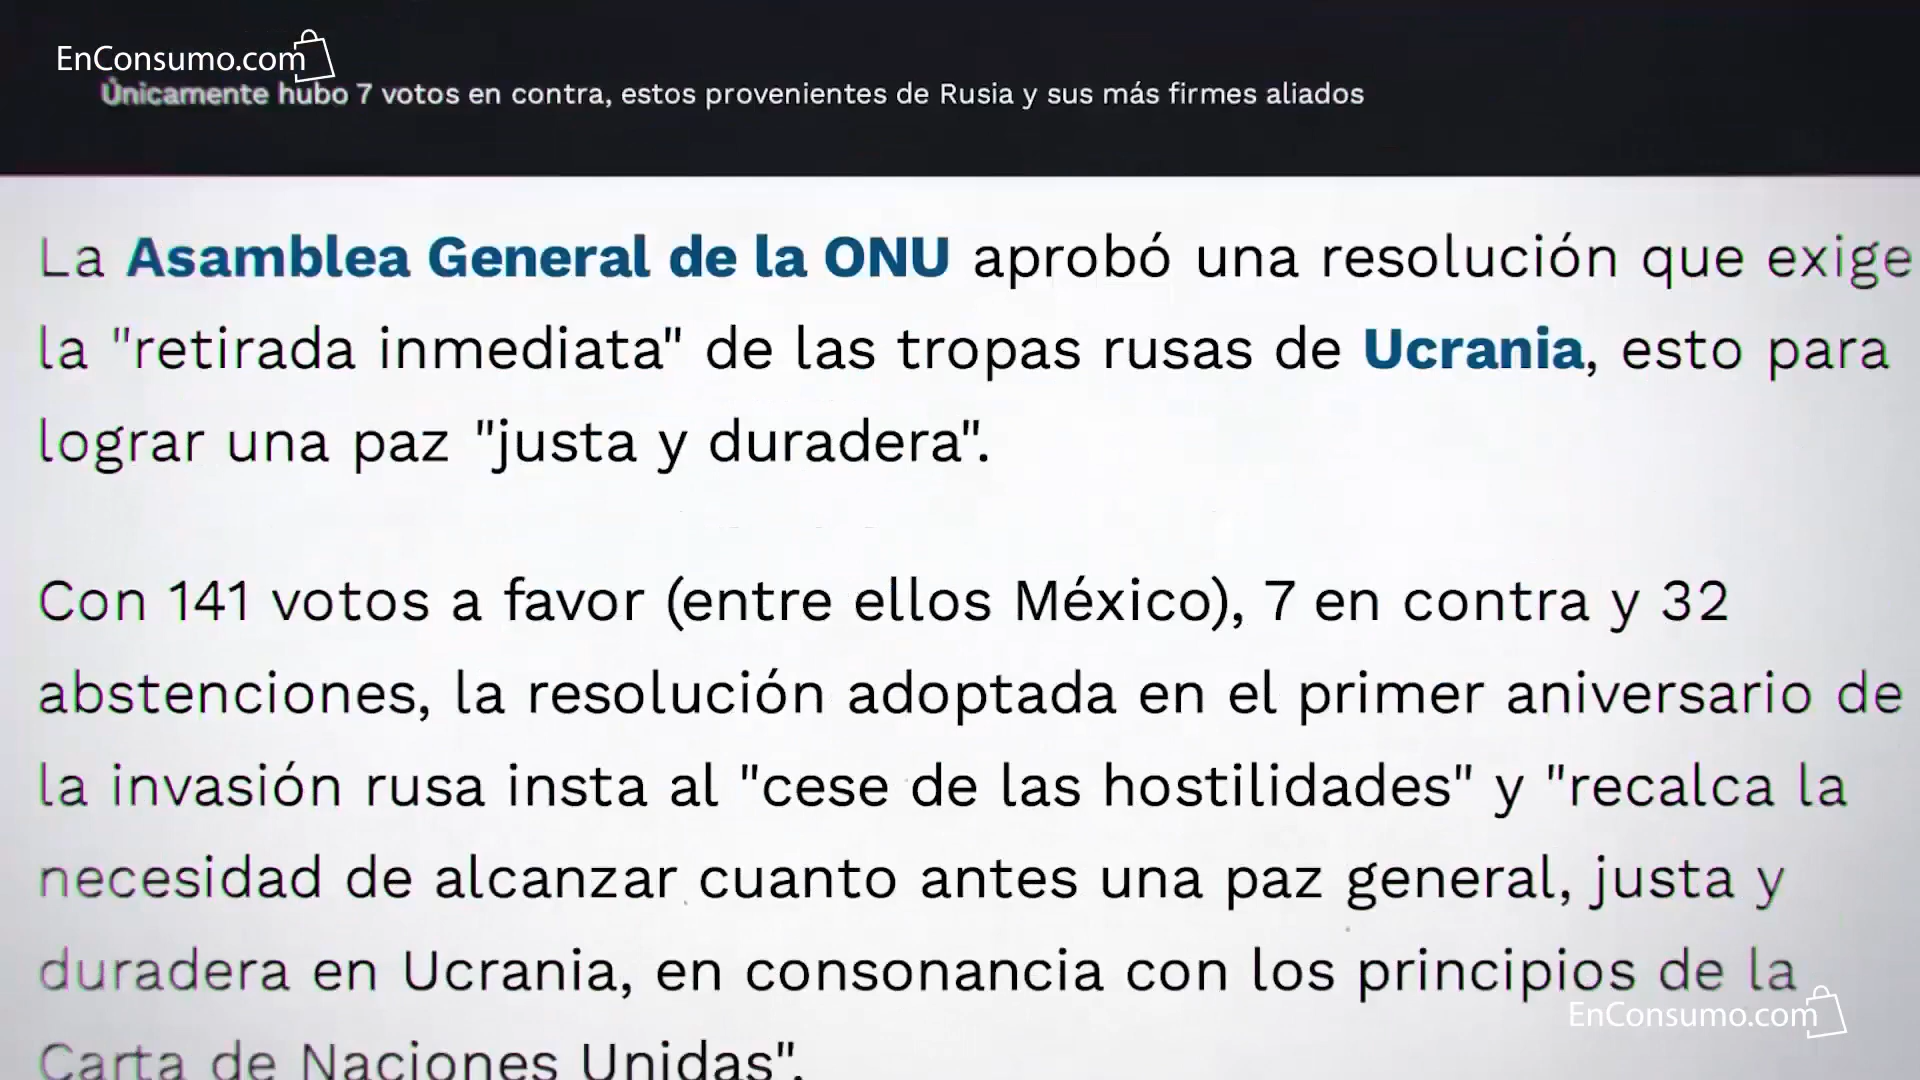 EnConsumo.com
Únicamente hubo 7 votos en contra, estos provenientes de Rusia y sus más firmes aliados
La Asamblea General de la ONU aprobó una resolución que exige
la "retirada inmediata" de las tropas rusas de Ucrania, esto para
lograr una paz "justa y duradera".
Con 141 votos a favor (entre ellos México), 7 en contra y 32
abstenciones, la resolución adoptada en el primer aniversario de
la invasión rusa insta al "cese de las hostilidades" y "recalca la
necesidad de alcanzar cuanto antes una paz general, justa y
duradera en Ucrania, en consonancia con los principios de la
EnConsumo.com
Carta de Naciones Unidas".